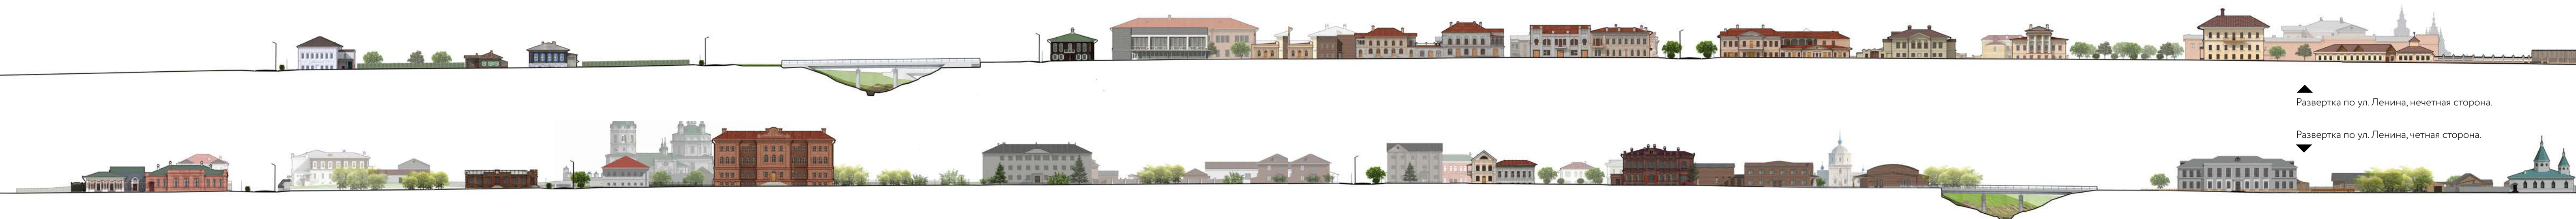 Развертка по ул. Ленина, нечетная сторона.
Развертка по ул. Ленина, четная сторона.